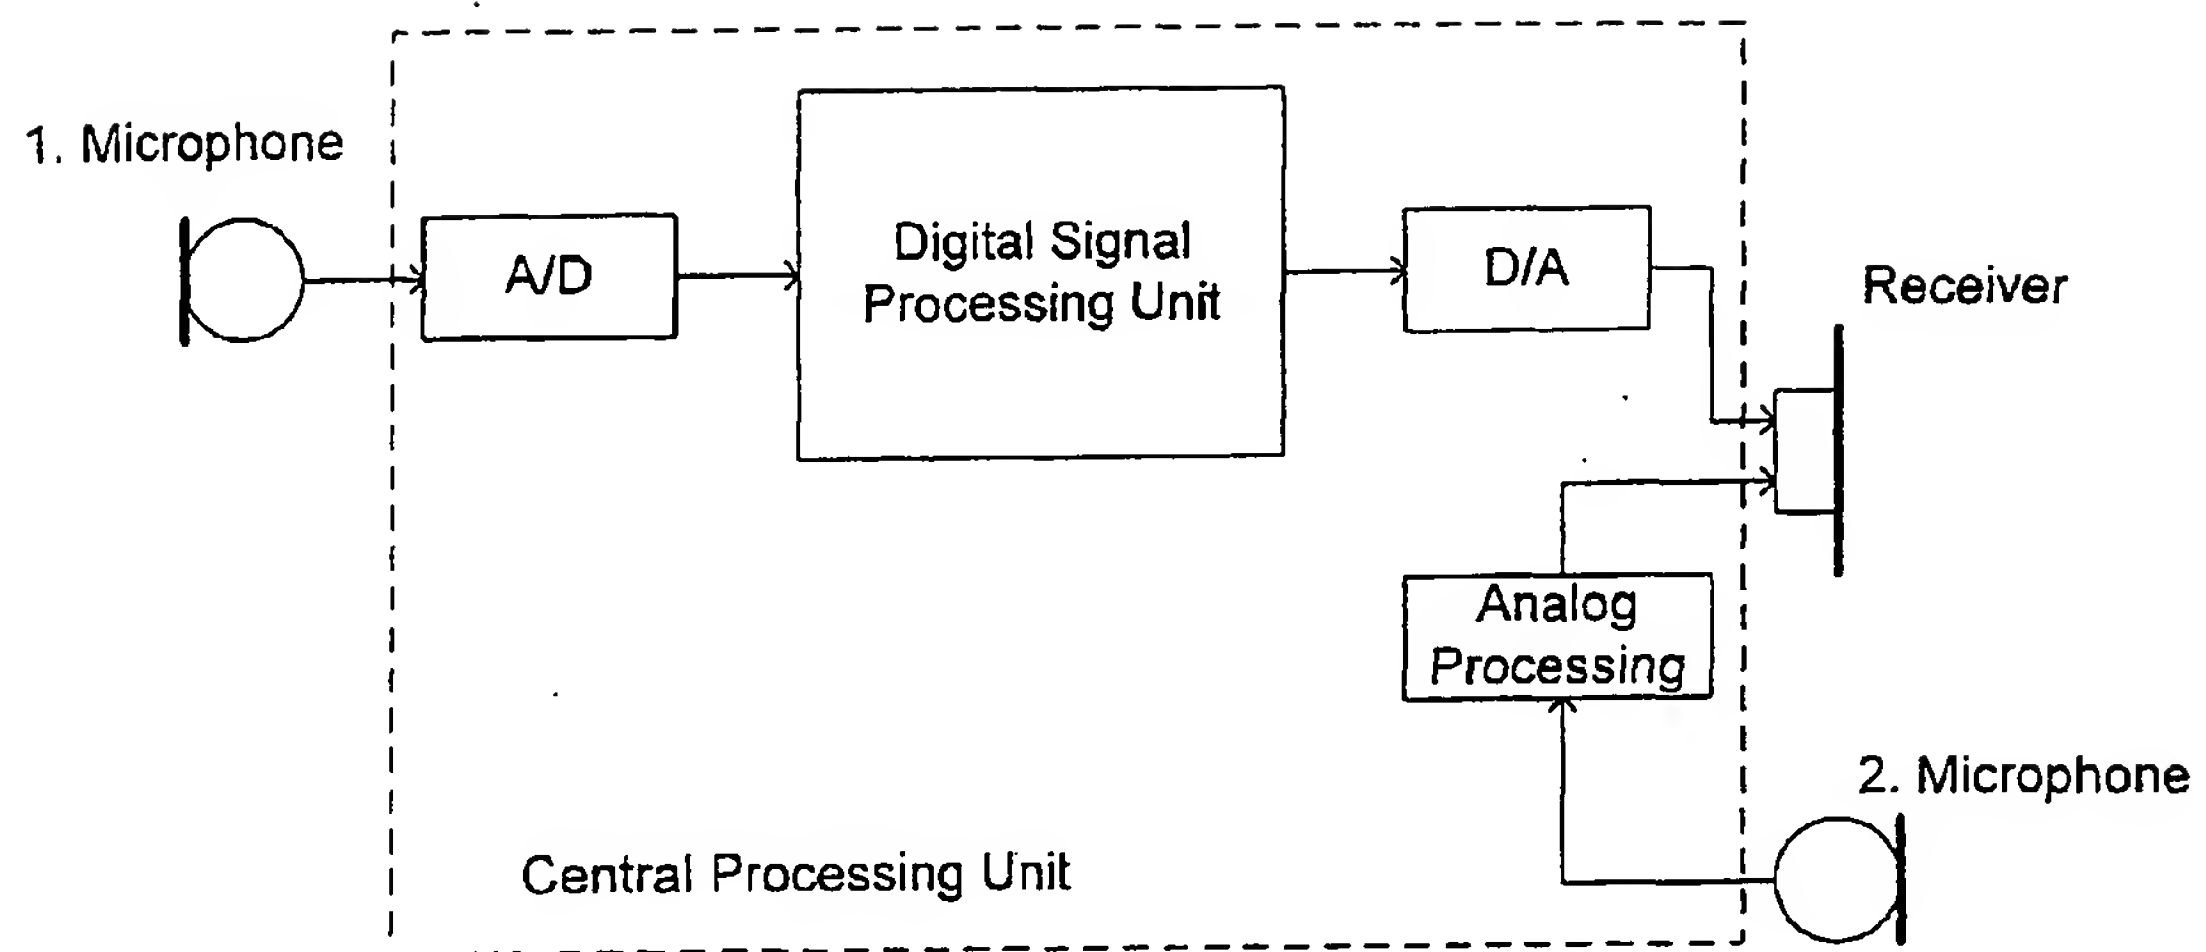 1. Microphone
A/D
Digital Signal
Processing Unit
D/A
Receiver
Analog
Processing
2. Microphone
Central Processing Unit